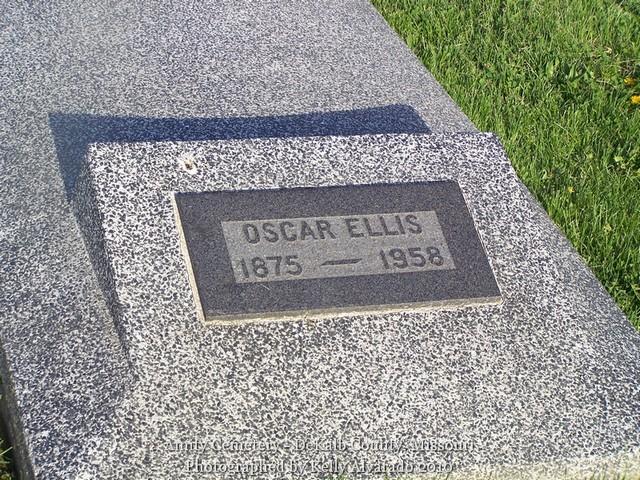 OSCAR ELLIS
1875 — 1958
Amity Cemetery - DeKalb County, Missouri
Photographed by Kelly Alvarado 2010